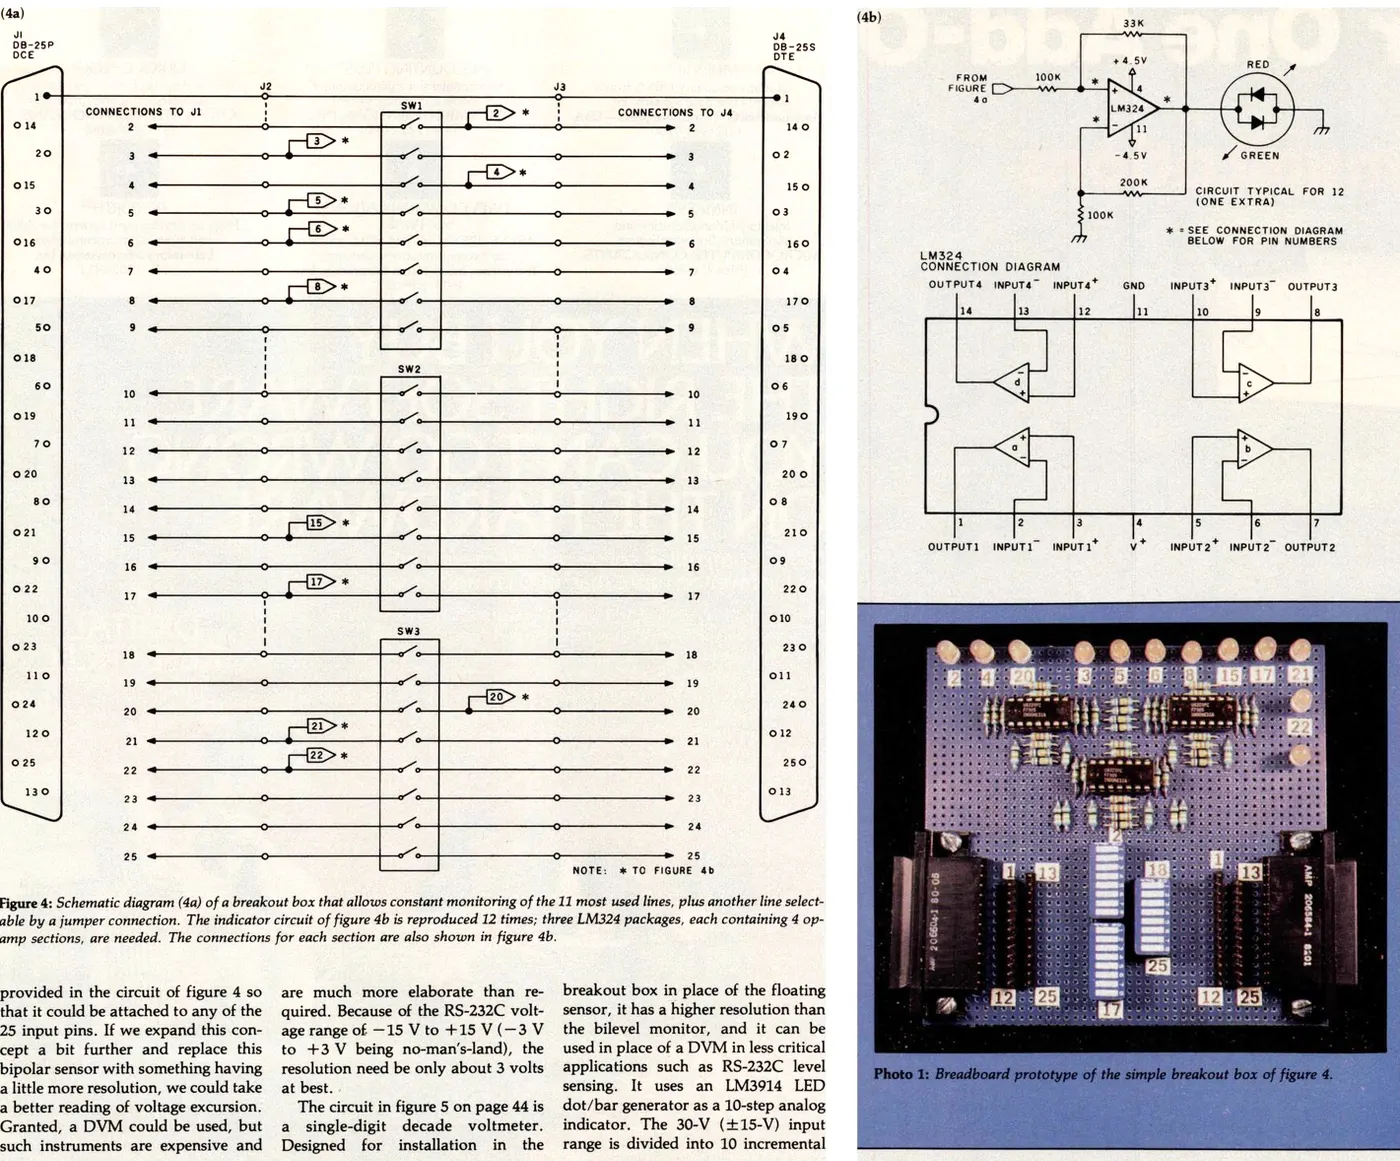 (4a)
J1
DB-25P
DCE
J4
DB-25S
DTE
J2
J3
CONNECTIONS TO J1
SW1
CONNECTIONS TO J4
1
1
2
2 *
2
3
3 *
3
4
4 *
4
5
5 *
5
6
6 *
6
7
7
8
8 *
8
9
9
SW2
10
10
11
11
12
12
13
13
14
14
15
15 *
15
16
16
17
17 *
17
SW3
18
18
19
19
20
20 *
20
21
21 *
21
22
22 *
22
23
23
24
24
25
25
14
2
15
3
16
4
17
5
18
6
19
7
20
8
21
9
22
10
23
11
24
12
25
13
14
2
15
3
16
4
17
5
18
6
19
7
20
8
21
9
22
10
23
11
24
12
25
13
NOTE: * TO FIGURE 4b
Figure 4: Schematic diagram (4a) of a breakout box that allows constant monitoring of the 11 most used lines, plus another line select-
able by a jumper connection. The indicator circuit of figure 4b is reproduced 12 times; three LM324 packages, each containing 4 op-
amp sections, are needed. The connections for each section are also shown in figure 4b.
provided in the circuit of figure 4 so
that it could be attached to any of the
25 input pins. If we expand this con-
cept a bit further and replace this
bipolar sensor with something having
a little more resolution, we could take
a better reading of voltage excursion.
Granted, a DVM could be used, but
such instruments are expensive and
are much more elaborate than re-
quired. Because of the RS-232C volt-
age range of −15 V to +15 V (−3 V
to +3 V being no-man's-land), the
resolution need be only about 3 volts
at best.
The circuit in figure 5 on page 44 is
a single-digit decade voltmeter.
Designed for installation in the
breakout box in place of the floating
sensor, it has a higher resolution than
the bilevel monitor, and it can be
used in place of a DVM in less critical
applications such as RS-232C level
sensing. It uses an LM3914 LED
dot/bar generator as a 10-step analog
indicator. The 30-V (±15-V) input
range is divided into 10 incremental
(4b)
33K
+4.5V
RED
FROM
FIGURE
4a
100K
*
4
+
LM324
*
*
−
11
-4.5V
GREEN
200K
100K
CIRCUIT TYPICAL FOR 12
(ONE EXTRA)
* = SEE CONNECTION DIAGRAM
BELOW FOR PIN NUMBERS
LM324
CONNECTION DIAGRAM
OUTPUT4 INPUT4− INPUT4+ GND INPUT3+ INPUT3− OUTPUT3
14 13 12 11 10 9 8
d
c
a
b
1 2 3 4 5 6 7
OUTPUT1 INPUT1− INPUT1+ V+ INPUT2+ INPUT2− OUTPUT2
2 4 20 3 5 6 8 15 17 21
22
2
18
1 13
1 13
25
12 25
17
12 25
AMP 206584-1 8201
Photo 1: Breadboard prototype of the simple breakout box of figure 4.